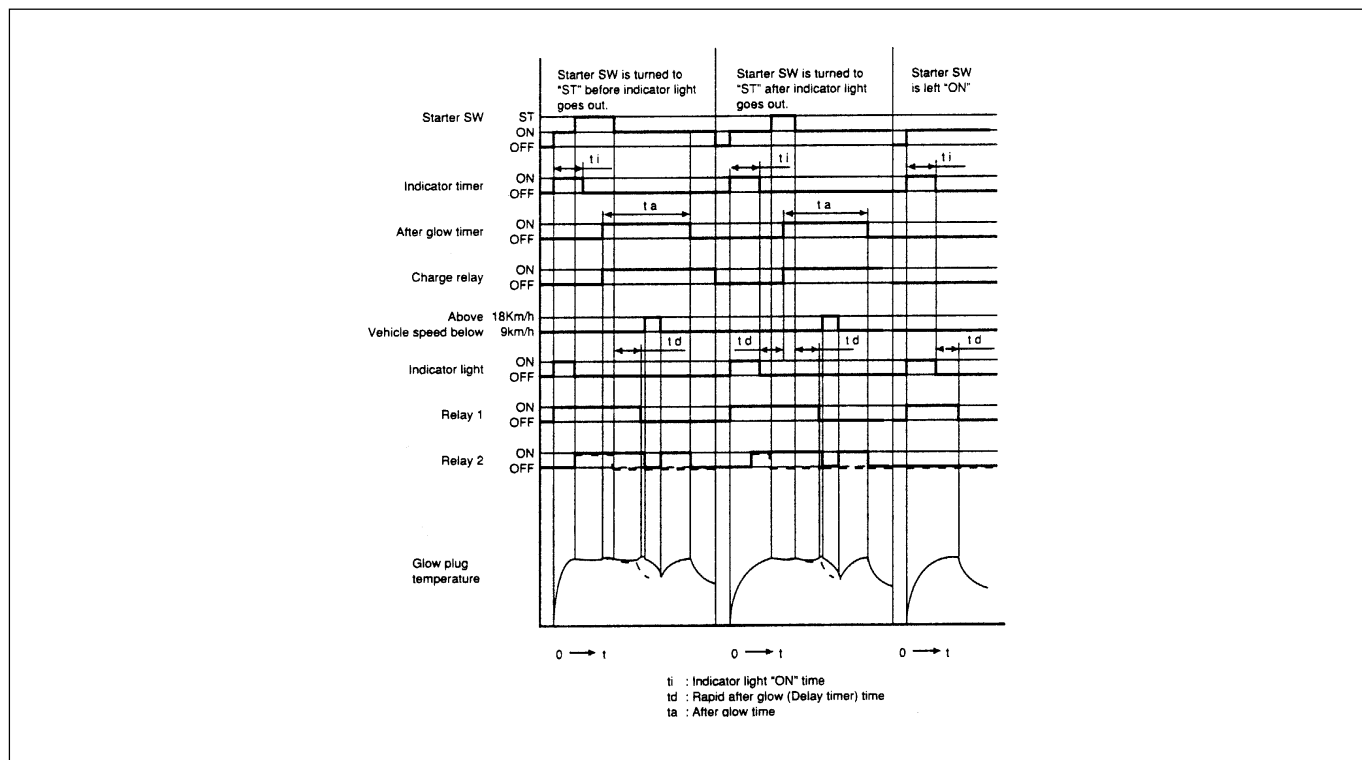 Starter SW is turned to
"ST" before indicator light
goes out.
Starter SW is turned to
"ST" after indicator light
goes out.
Starter SW
is left "ON"
Starter SW
ST
ON
OFF
ti
ti
ti
Indicator timer
ON
OFF
ta
ta
After glow timer
ON
OFF
Charge relay
ON
OFF
Above 18Km/h
Vehicle speed below 9km/h
td
td
td
td
Indicator light
ON
OFF
Relay 1
ON
OFF
Relay 2
ON
OFF
Glow plug
temperature
0 → t
0 → t
0 → t
ti : Indicator light "ON" time
td : Rapid after glow (Delay timer) time
ta : After glow time